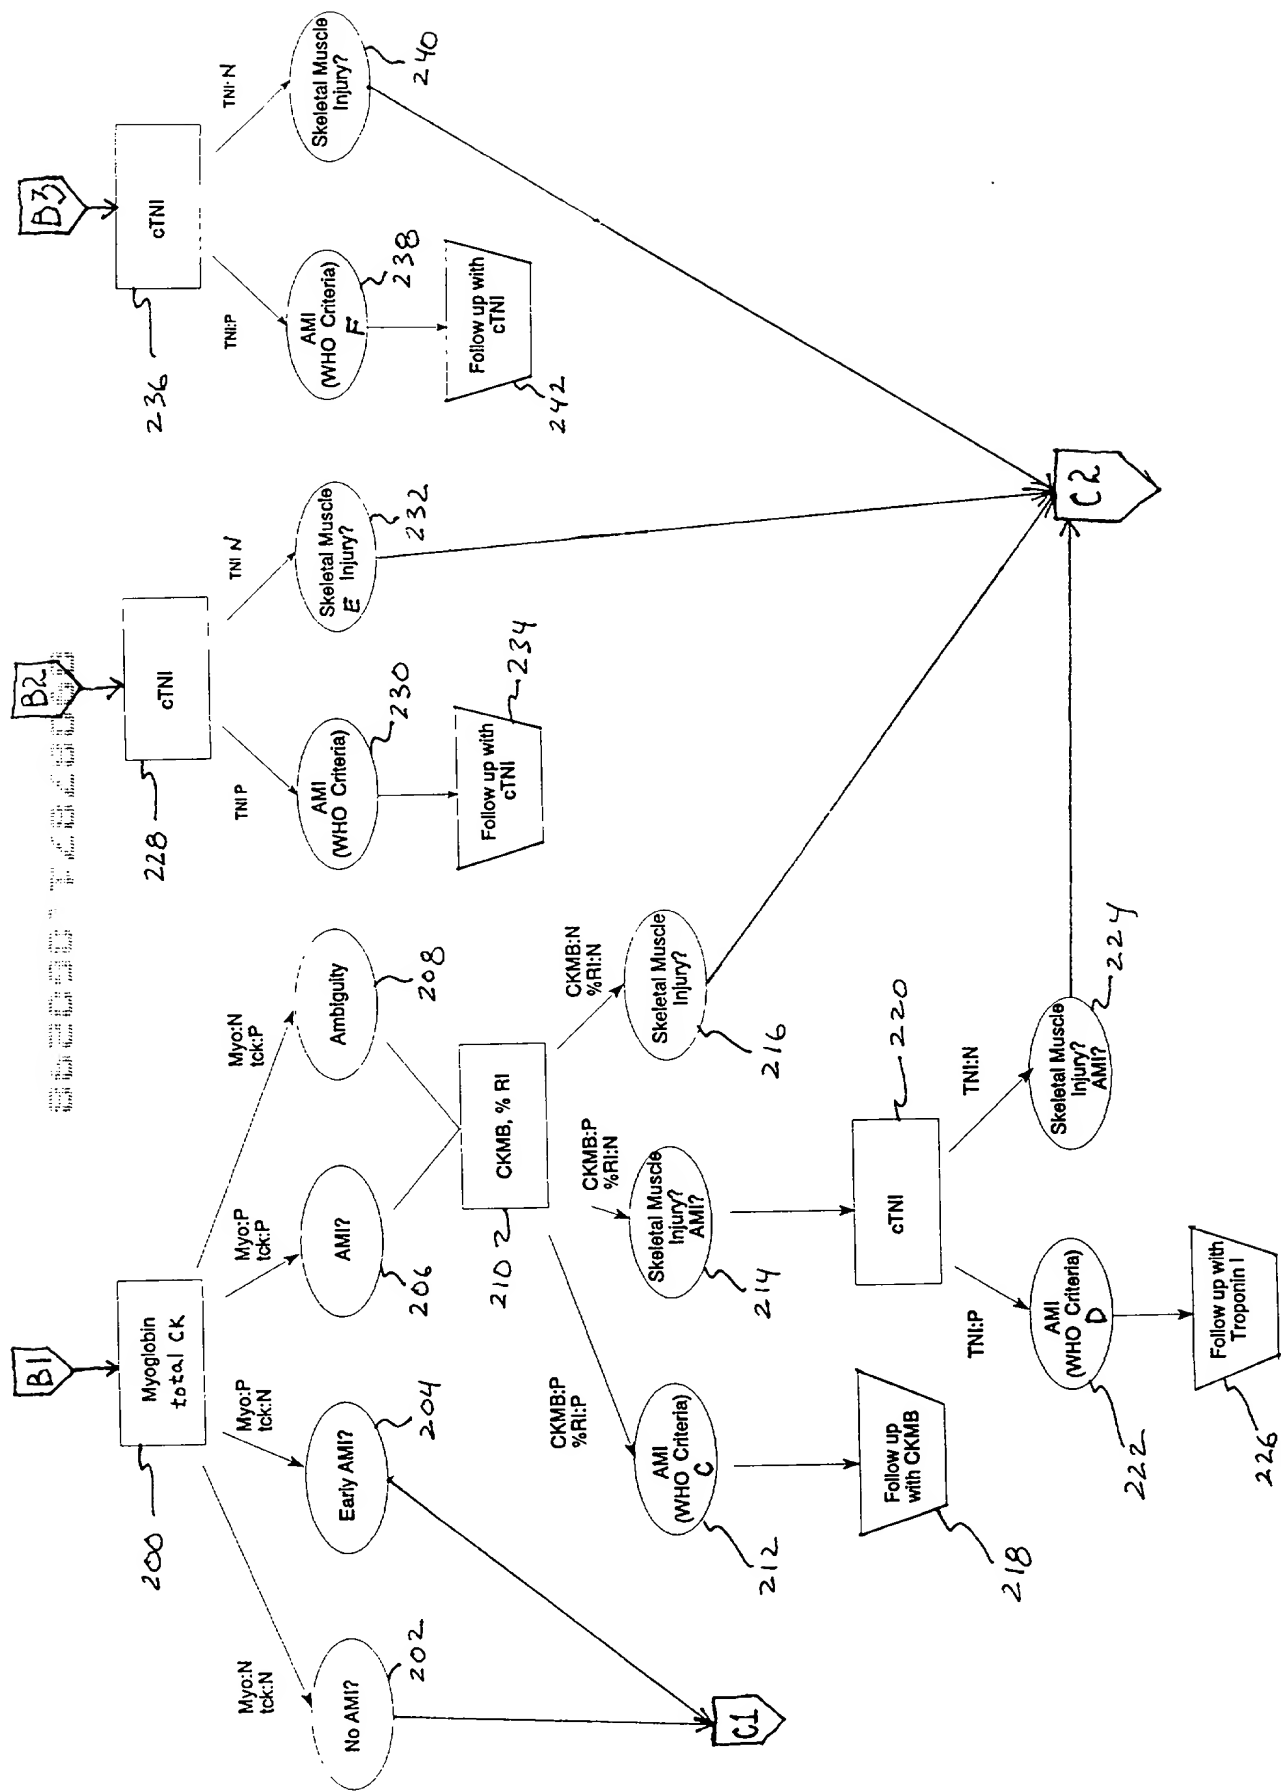 B1
Myoglobin
total CK
200
Myo:N
tck:N
Myo:P
tck:N
Myo:P
tck:P
Myo:N
tck:P
No AMI?
202
Early AMI?
204
AMI?
206
Ambiguity
208
C1
CKMB, % RI
210
CKMB:P
%RI:P
CKMB:P
%RI:N
CKMB:N
%RI:N
AMI
(WHO Criteria)
C
212
Skeletal Muscle
Injury?
AMI?
214
Skeletal Muscle
Injury?
216
Follow up
with CKMB
218
cTNI
220
TNI:P
TNI:N
AMI
(WHO Criteria)
D
222
Skeletal Muscle
Injury?
AMI?
224
Follow up with
Troponin I
226
B2
cTNI
228
TNI P
TNI N
AMI
(WHO Criteria)
230
Skeletal Muscle
Injury?
E
232
Follow up with
cTNI
234
B3
cTNI
236
TNI:P
TNI:N
AMI
(WHO Criteria)
F
238
Skeletal Muscle
Injury?
240
Follow up with
cTNI
242
C2